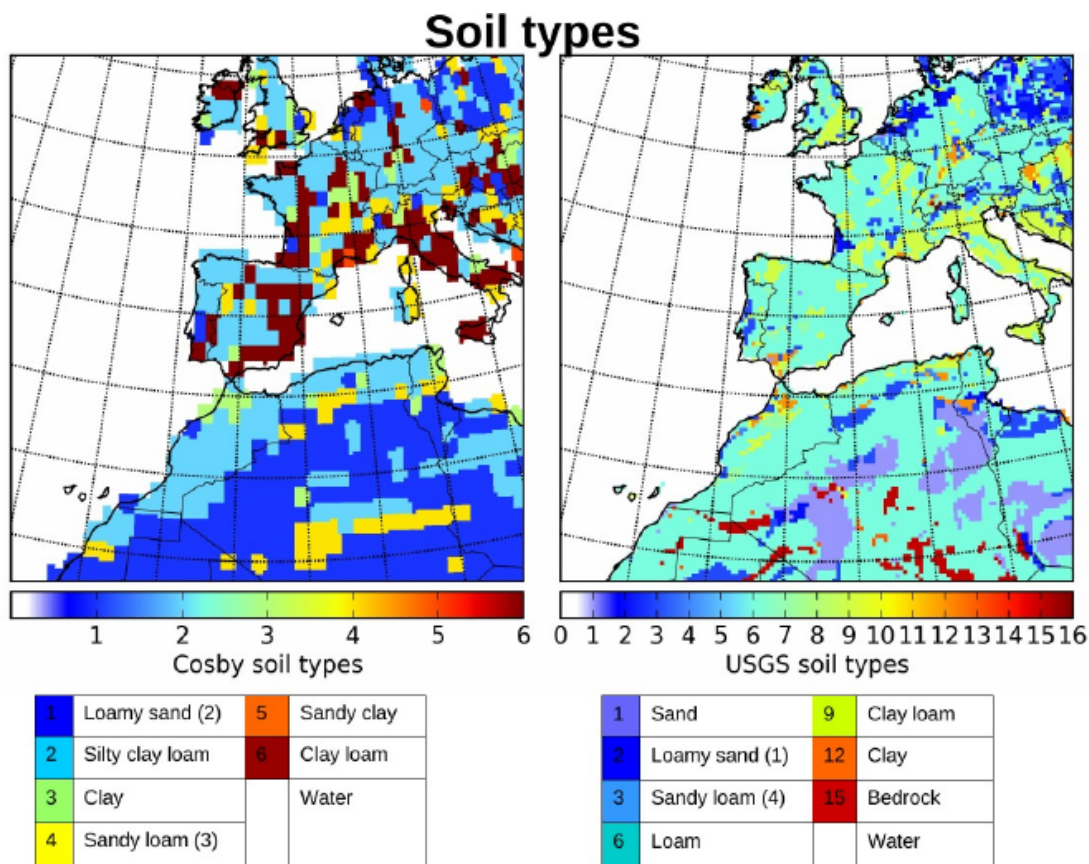 Soil types
1 2 3 4 5 6
Cosby soil types
0 1 2 3 4 5 6 7 8 9 10 11 12 13 14 15 16
USGS soil types
1 Loamy sand (2) 5 Sandy clay
2 Silty clay loam 6 Clay loam
3 Clay Water
4 Sandy loam (3)
1 Sand 9 Clay loam
2 Loamy sand (1) 12 Clay
3 Sandy loam (4) 15 Bedrock
6 Loam Water